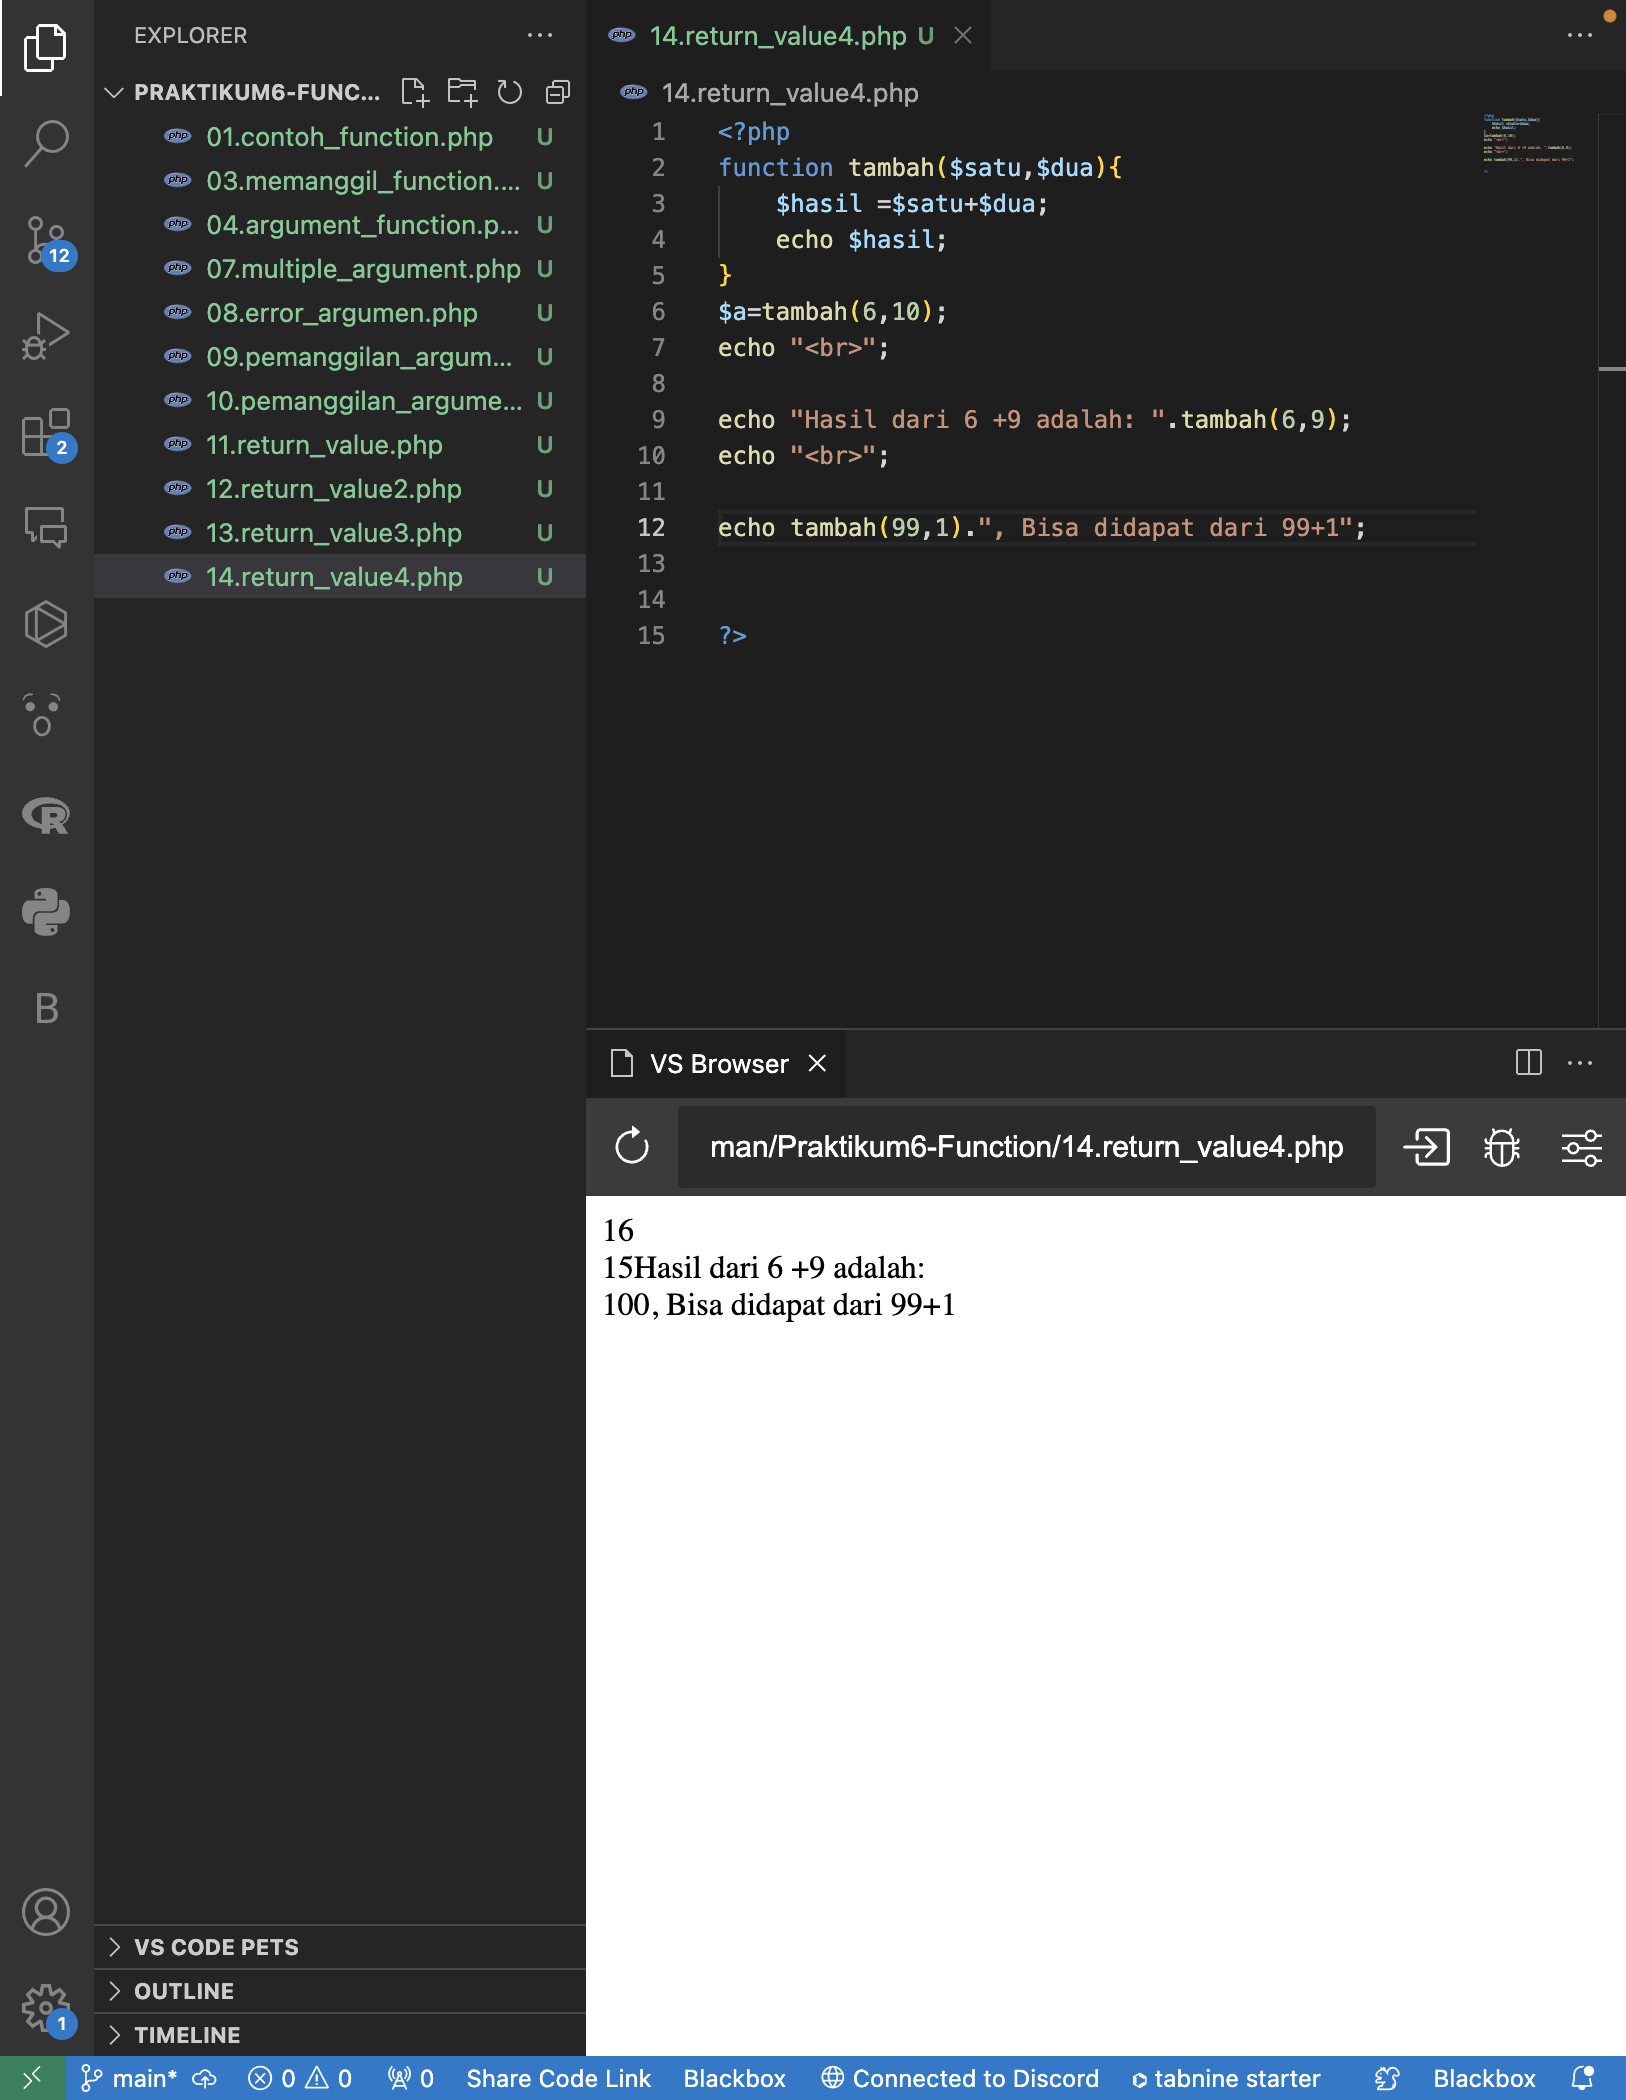 EXPLORER
PRAKTIKUM6-FUNC...
01.contoh_function.php U
03.memanggil_function.... U
04.argument_function.p... U
07.multiple_argument.php U
08.error_argumen.php U
09.pemanggilan_argum... U
10.pemanggilan_argume... U
11.return_value.php U
12.return_value2.php U
13.return_value3.php U
14.return_value4.php U
12
2
B
VS CODE PETS
OUTLINE
TIMELINE
1
php 14.return_value4.php U
php 14.return_value4.php
1 <?php
2 function tambah($satu,$dua){
3 $hasil =$satu+$dua;
4 echo $hasil;
5 }
6 $a=tambah(6,10);
7 echo "<br>";
8
9 echo "Hasil dari 6 +9 adalah: ".tambah(6,9);
10 echo "<br>";
11
12 echo tambah(99,1).", Bisa didapat dari 99+1";
13
14
15 ?>
VS Browser
man/Praktikum6-Function/14.return_value4.php
16
15Hasil dari 6 +9 adalah:
100, Bisa didapat dari 99+1
main* 0 0 0 Share Code Link Blackbox Connected to Discord tabnine starter Blackbox